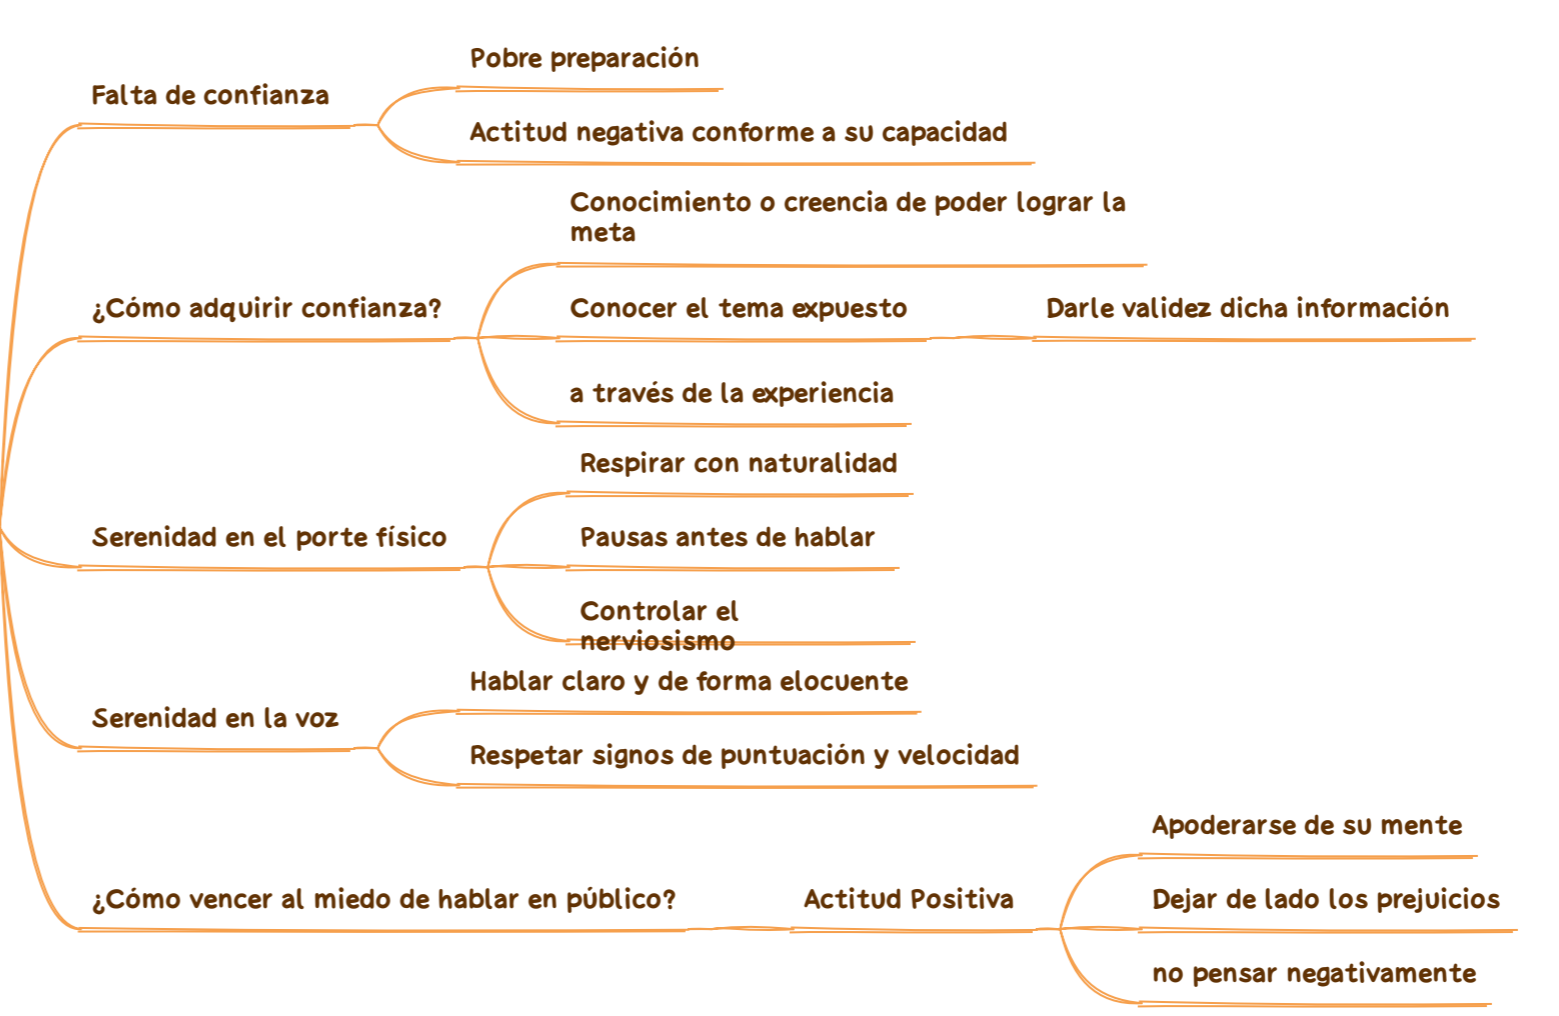 Falta de confianza
Pobre preparación
Actitud negativa conforme a su capacidad
¿Cómo adquirir confianza?
Conocimiento o creencia de poder lograr la
meta
Conocer el tema expuesto
Darle validez dicha información
a través de la experiencia
Serenidad en el porte físico
Respirar con naturalidad
Pausas antes de hablar
Controlar el
nerviosismo
Serenidad en la voz
Hablar claro y de forma elocuente
Respetar signos de puntuación y velocidad
¿Cómo vencer al miedo de hablar en público?
Actitud Positiva
Apoderarse de su mente
Dejar de lado los prejuicios
no pensar negativamente